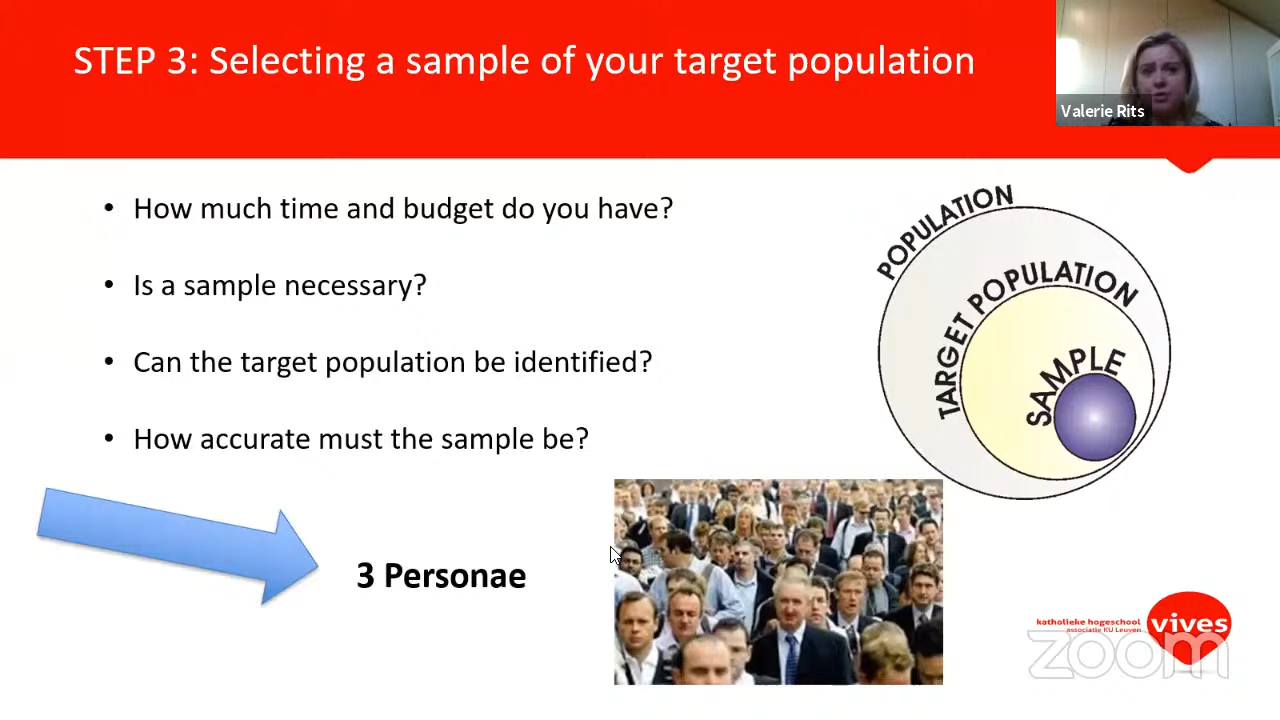 STEP 3: Selecting a sample of your target population
Valerie Rits
• How much time and budget do you have?
• Is a sample necessary?
• Can the target population be identified?
• How accurate must the sample be?
POPULATION
TARGET POPULATION
SAMPLE
3 Personae
katholieke hogeschool
associatie KU Leuven
vives
zoom